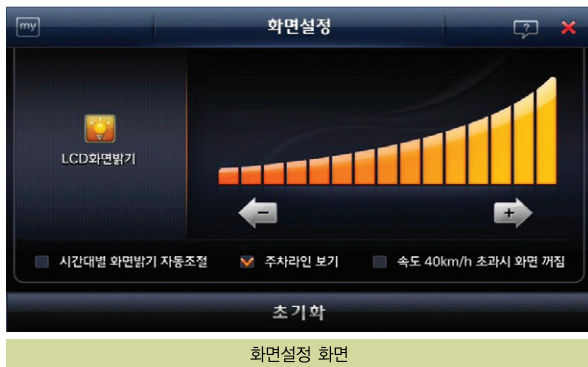 my
화면설정
?
LCD화면밝기
-
+
시간대별 화면밝기 자동조절
주차라인 보기
속도 40km/h 초과시 화면 꺼짐
초기화
화면설정 화면